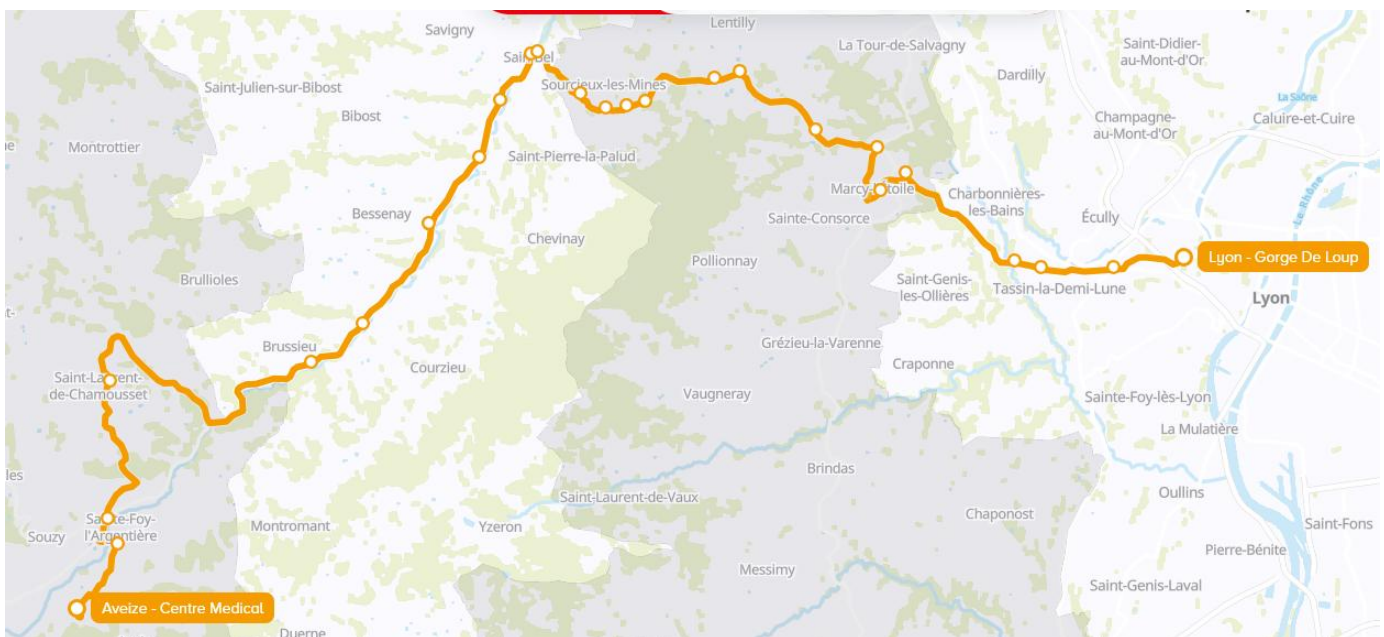 Lentilly
Savigny
La Tour-de-Salvagny
Saint-Didier-
au-Mont-d'Or
Dardilly
Sourcieux-les-Mines
Saint-Julien-sur-Bibost
La Saône
Bibost
Champagne-
au-Mont-d'Or
Caluire-et-Cuire
Montrottier
Saint-Pierre-la-Palud
Marcy-l'Étoile
Charbonnières-
les-Bains
Bessenay
Sainte-Consorce
Écully
Le Rhône
Chevinay
Pollionnay
Lyon - Gorge De Loup
Brullioles
Saint-Genis-
les-Ollières
Tassin-la-Demi-Lune
Lyon
Brussieu
Grézieu-la-Varenne
Courzieu
Craponne
Saint-Laurent-
de-Chamousset
Vaugneray
Sainte-Foy-lès-Lyon
La Mulatière
Brindas
Saint-Laurent-de-Vaux
Oullins
Chaponost
Sainte-Foy-
l'Argentière
Montromant
Yzeron
Saint-Fons
Souzy
Pierre-Bénite
Messimy
Saint-Genis-Laval
Aveize - Centre Medical
Duerne